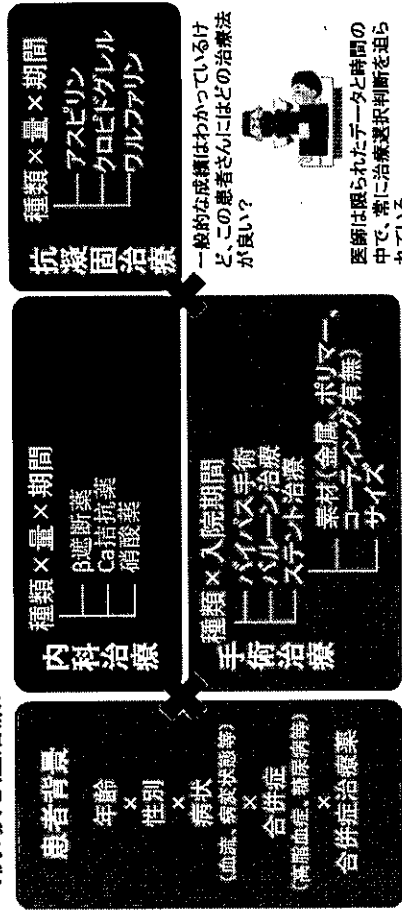 患者背景
年齢
×
性別
×
病状
(血流、病変状態等)
×
合併症
(高脂血症、糖尿病等)
×
合併症治療薬
×
内科治療
種類×量×期間
β遮断薬
Ca拮抗薬
硝酸薬
手術治療
種類×入院期間
バイパス手術
バルーン治療
ステント治療
素材(金属、ポリマー、
コーティング有無)
サイズ
×
抗凝固治療
種類×量×期間
アスピリン
クロピドグレル
ワルファリン
一般的な成績はわかっているけ
ど、この患者さんにはどの治療法
が良い?
医師は限られたデータと時間の
中で、常に治療選択判断を迫ら
れている